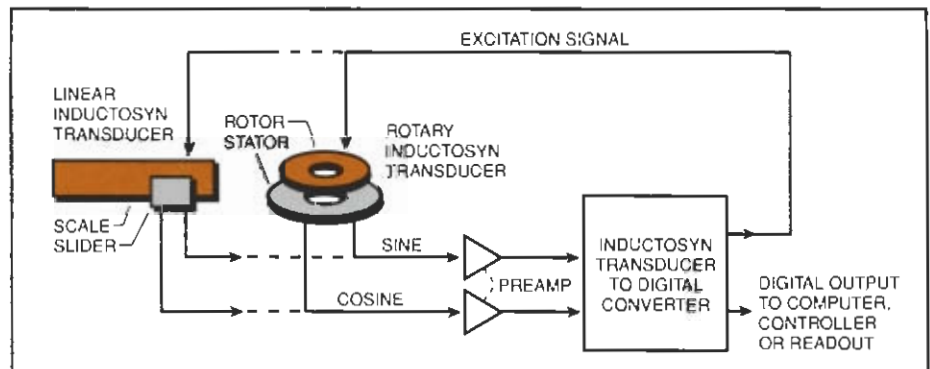 EXCITATION SIGNAL
LINEAR
INDUCTOSYN
TRANSDUCER
ROTOR
STATOR
ROTARY
INDUCTOSYN
TRANSDUCER
SCALE
SLIDER
SINE
COSINE
PREAMP
INDUCTOSYN
TRANSDUCER
TO DIGITAL
CONVERTER
DIGITAL OUTPUT
TO COMPUTER,
CONTROLLER
OR READOUT